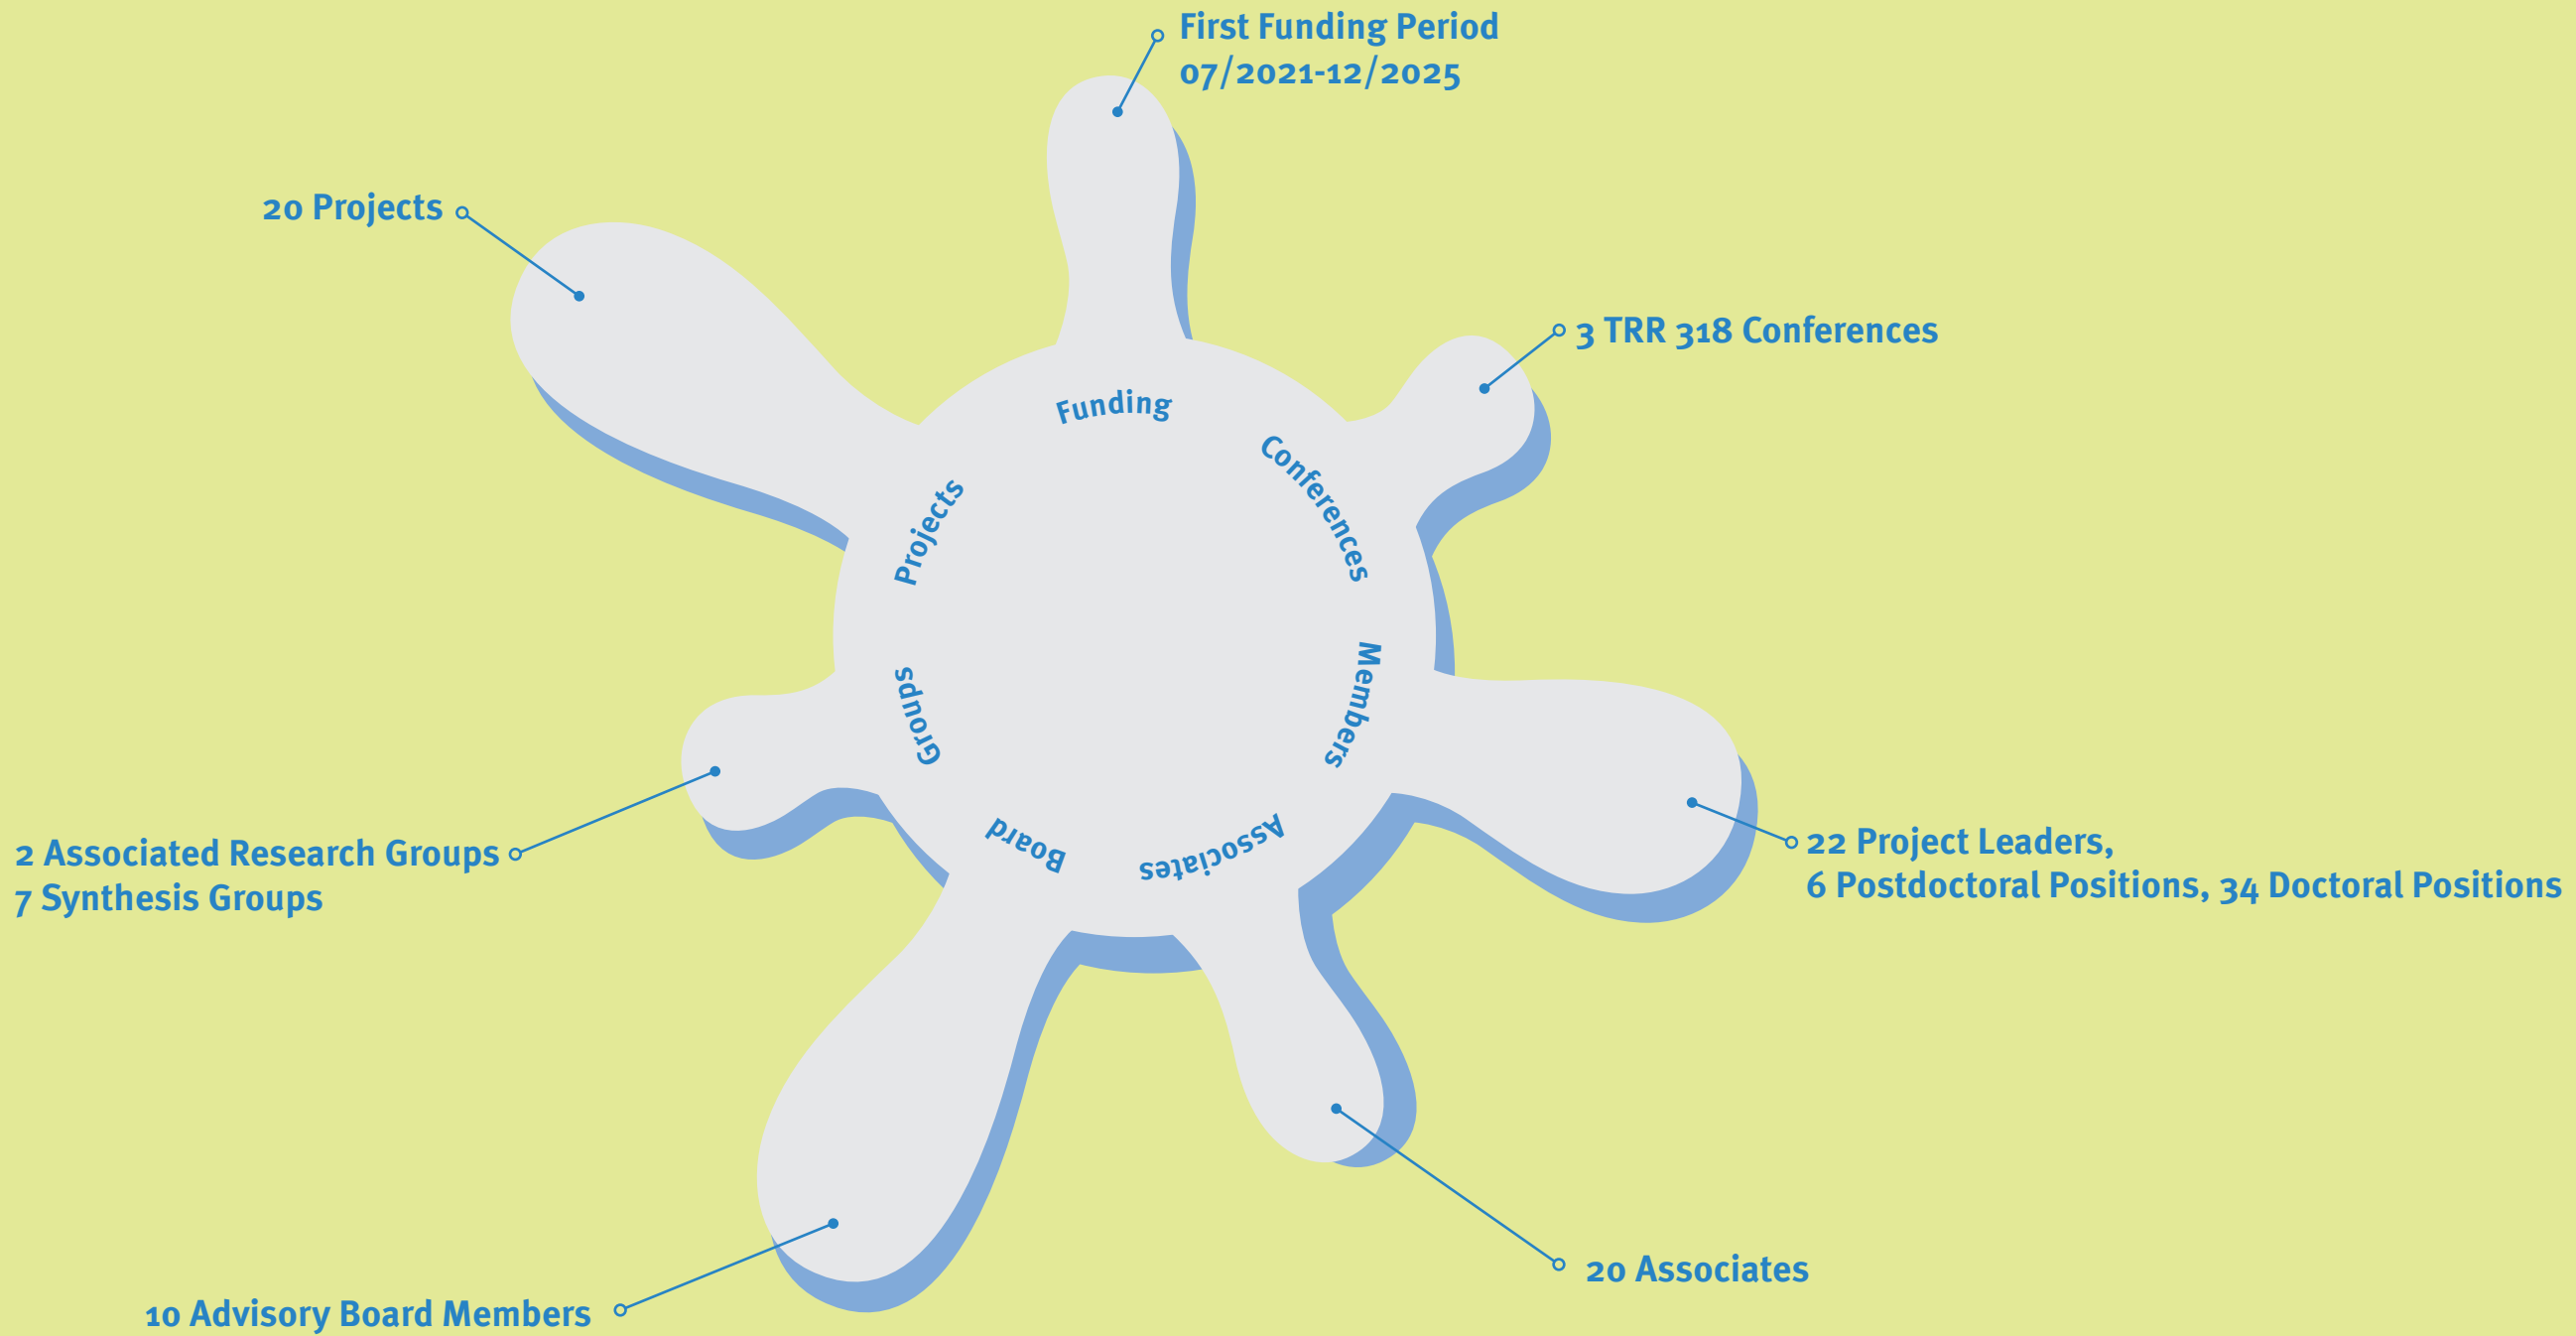 First Funding Period
07/2021-12/2025
20 Projects
3 TRR 318 Conferences
Funding
Conferences
Projects
Members
Groups
Associates
Board
22 Project Leaders,
6 Postdoctoral Positions, 34 Doctoral Positions
2 Associated Research Groups
7 Synthesis Groups
20 Associates
10 Advisory Board Members